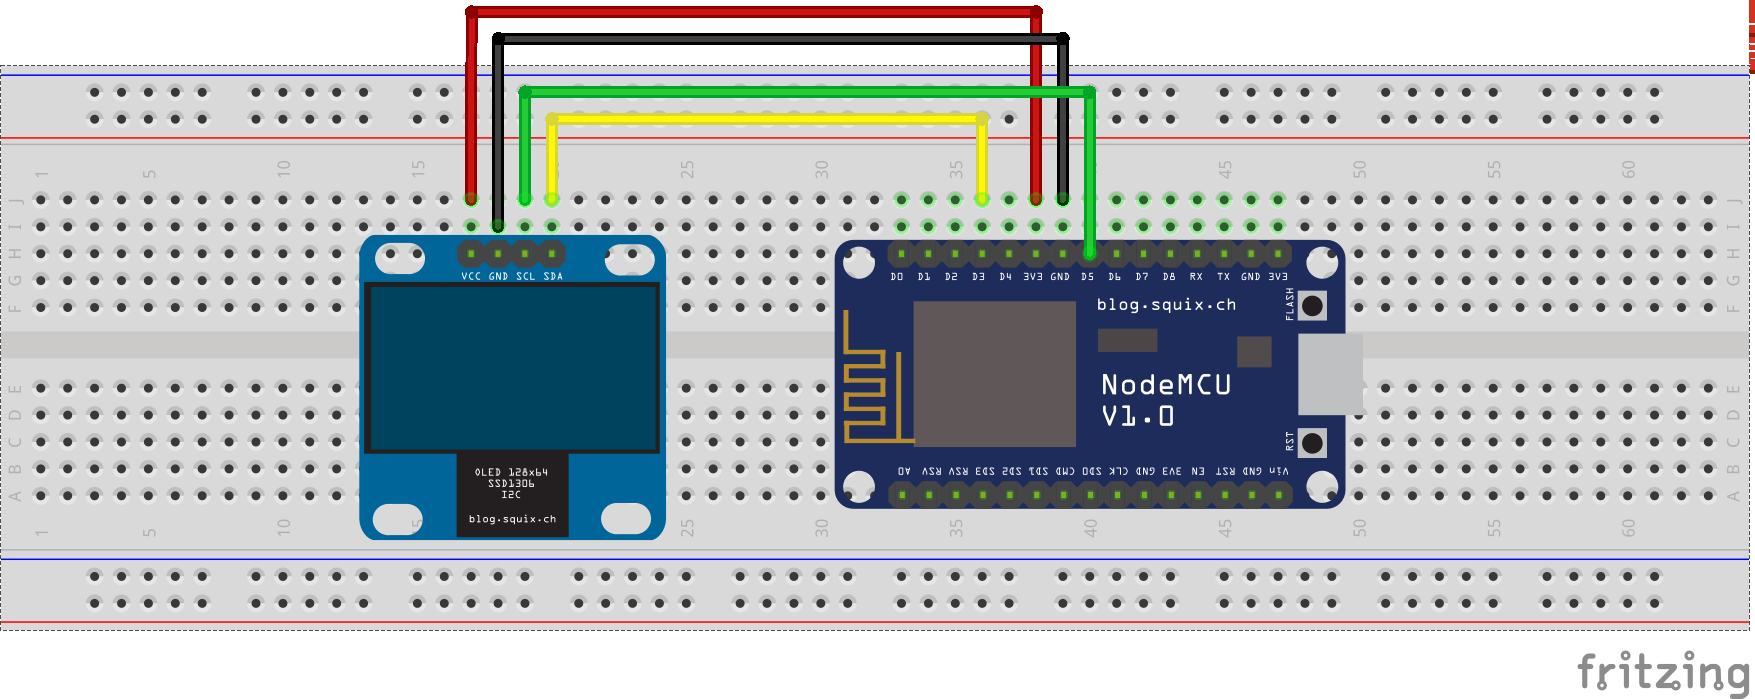 1 5 10 15 25 30 35 40 45 50 55 60
J J
I I
H H
G G
F F
VCC GND SCL SDA
D0 D1 D2 D3 D4 3V3 GND D5 D6 D7 D8 RX TX GND 3V3
blog.squix.ch
FLASH
NodeMCU
V1.0
E E
D D
C C
B B
A A
RST
A0 RSV RSV SD3 SD2 SD1 CMD SD0 CLK GND 3V3 EN RST GND Vin
OLED 128x64
SSD1306
I2C
blog.squix.ch
1 5 10 15 25 30 35 40 45 50 55 60
fritzing